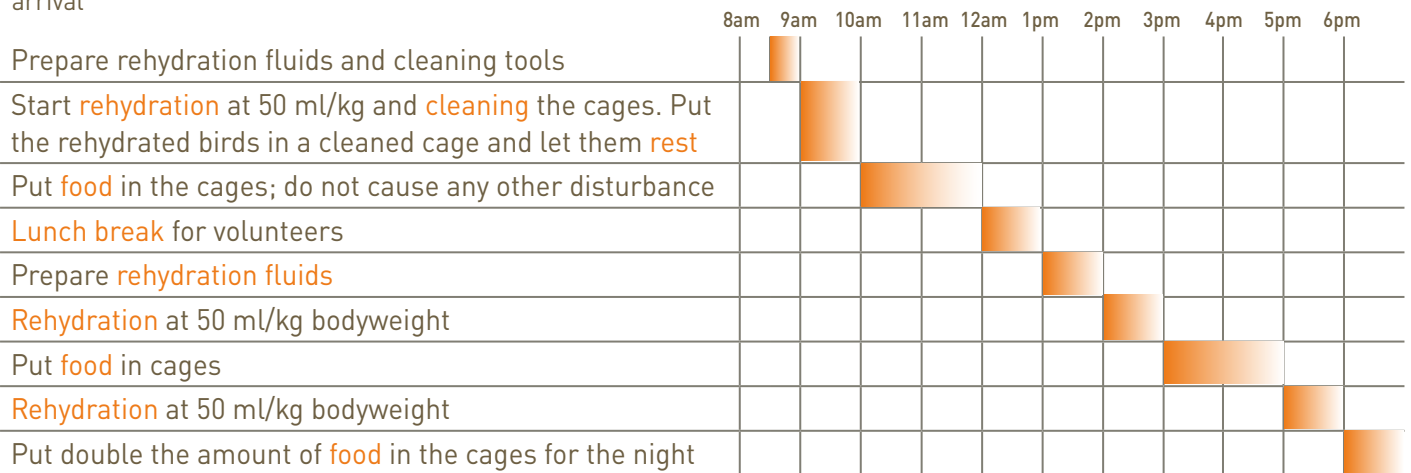 arrival
8am 9am 10am 11am 12am 1pm 2pm 3pm 4pm 5pm 6pm
Prepare rehydration fluids and cleaning tools
Start rehydration at 50 ml/kg and cleaning the cages. Put
the rehydrated birds in a cleaned cage and let them rest
Put food in the cages; do not cause any other disturbance
Lunch break for volunteers
Prepare rehydration fluids
Rehydration at 50 ml/kg bodyweight
Put food in cages
Rehydration at 50 ml/kg bodyweight
Put double the amount of food in the cages for the night